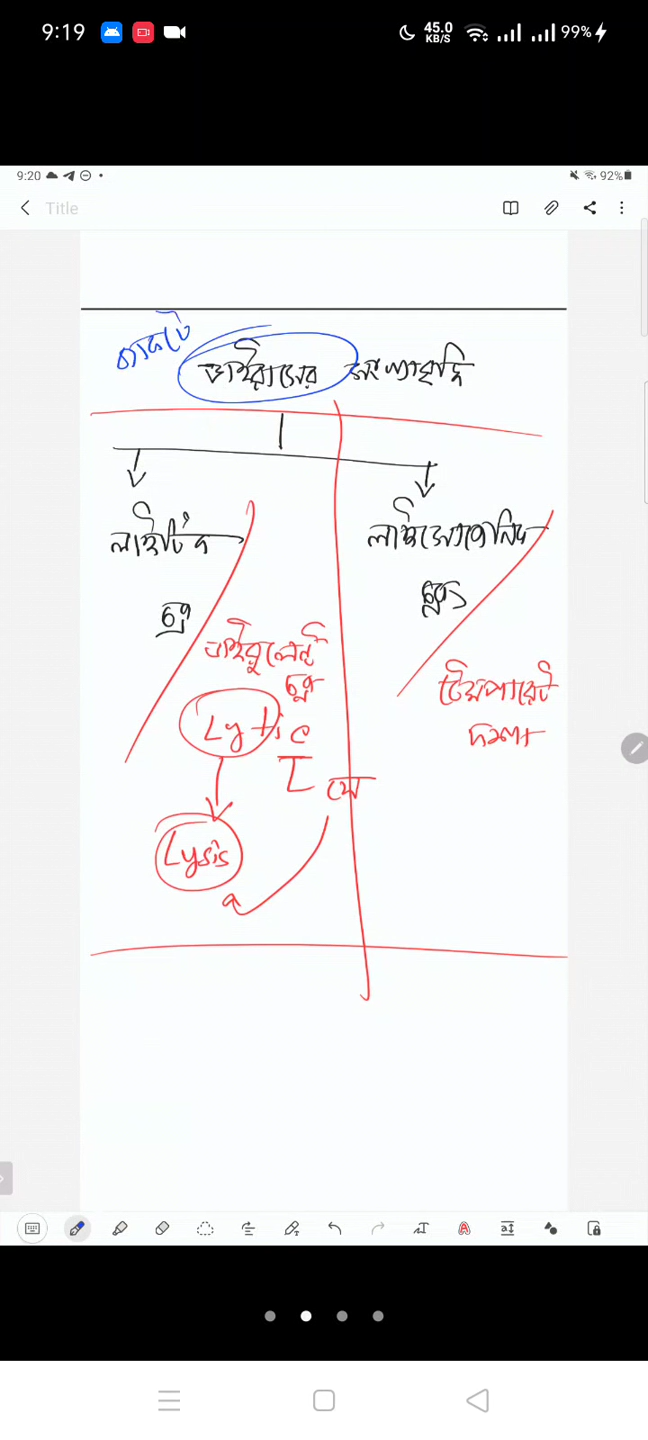 9:19
45.0 KB/S
99%
9:20
92%
Title
ভাইরাসের সংখ্যাবৃদ্ধি
লাইটিক
চক্র
লাইসোজেনিক
চক্র
ভাইরুলেন্ট
চক্র
টেমপারেট
দশা
Lytic
Lysis